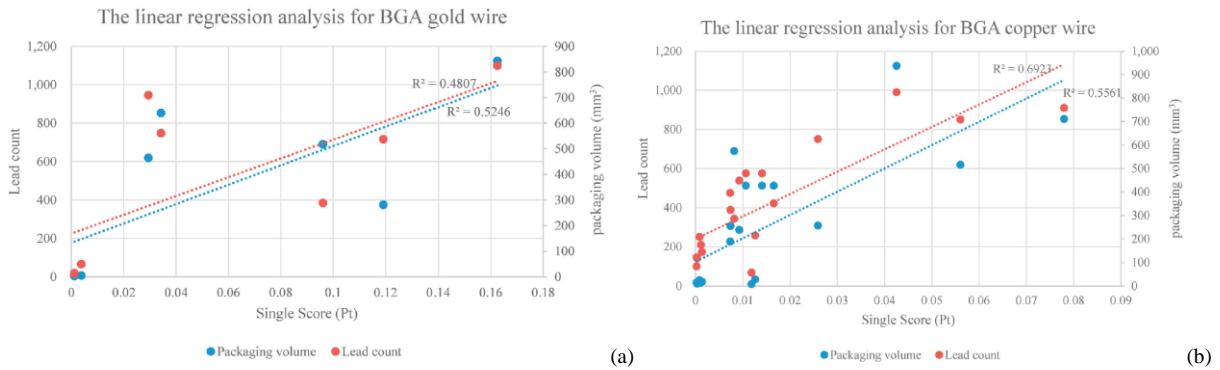 The linear regression analysis for BGA gold wire
1,200
1,000
800
600
400
200
0
Lead count
900
800
700
600
500
400
300
200
100
0
packaging volume (mm³)
R² = 0.4807
R² = 0.5246
0 0.02 0.04 0.06 0.08 0.1 0.12 0.14 0.16 0.18
Single Score (Pt)
Packaging volume Lead count
(a)
The linear regression analysis for BGA copper wire
1,200
1,000
800
600
400
200
0
Lead count
1,000
900
800
700
600
500
400
300
200
100
0
packaging volume (mm³)
R² = 0.6923
R² = 0.5561
0 0.01 0.02 0.03 0.04 0.05 0.06 0.07 0.08 0.09
Single Score (Pt)
Packaging volume Lead count
(b)